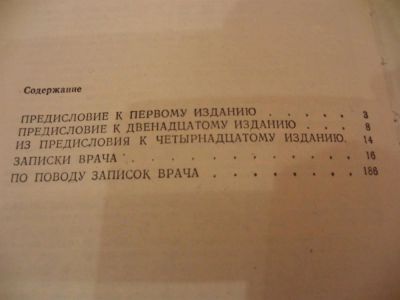 Содержание
ПРЕДИСЛОВИЕ К ПЕРВОМУ ИЗДАНИЮ . . . . . . 3
ПРЕДИСЛОВИЕ К ДВЕНАДЦАТОМУ ИЗДАНИЮ . . . 8
ИЗ ПРЕДИСЛОВИЯ К ЧЕТЫРНАДЦАТОМУ ИЗДАНИЮ. 14
ЗАПИСКИ ВРАЧА . . . . . . . . . . . 16
ПО ПОВОДУ ЗАПИСОК ВРАЧА . . . . . . . . 186